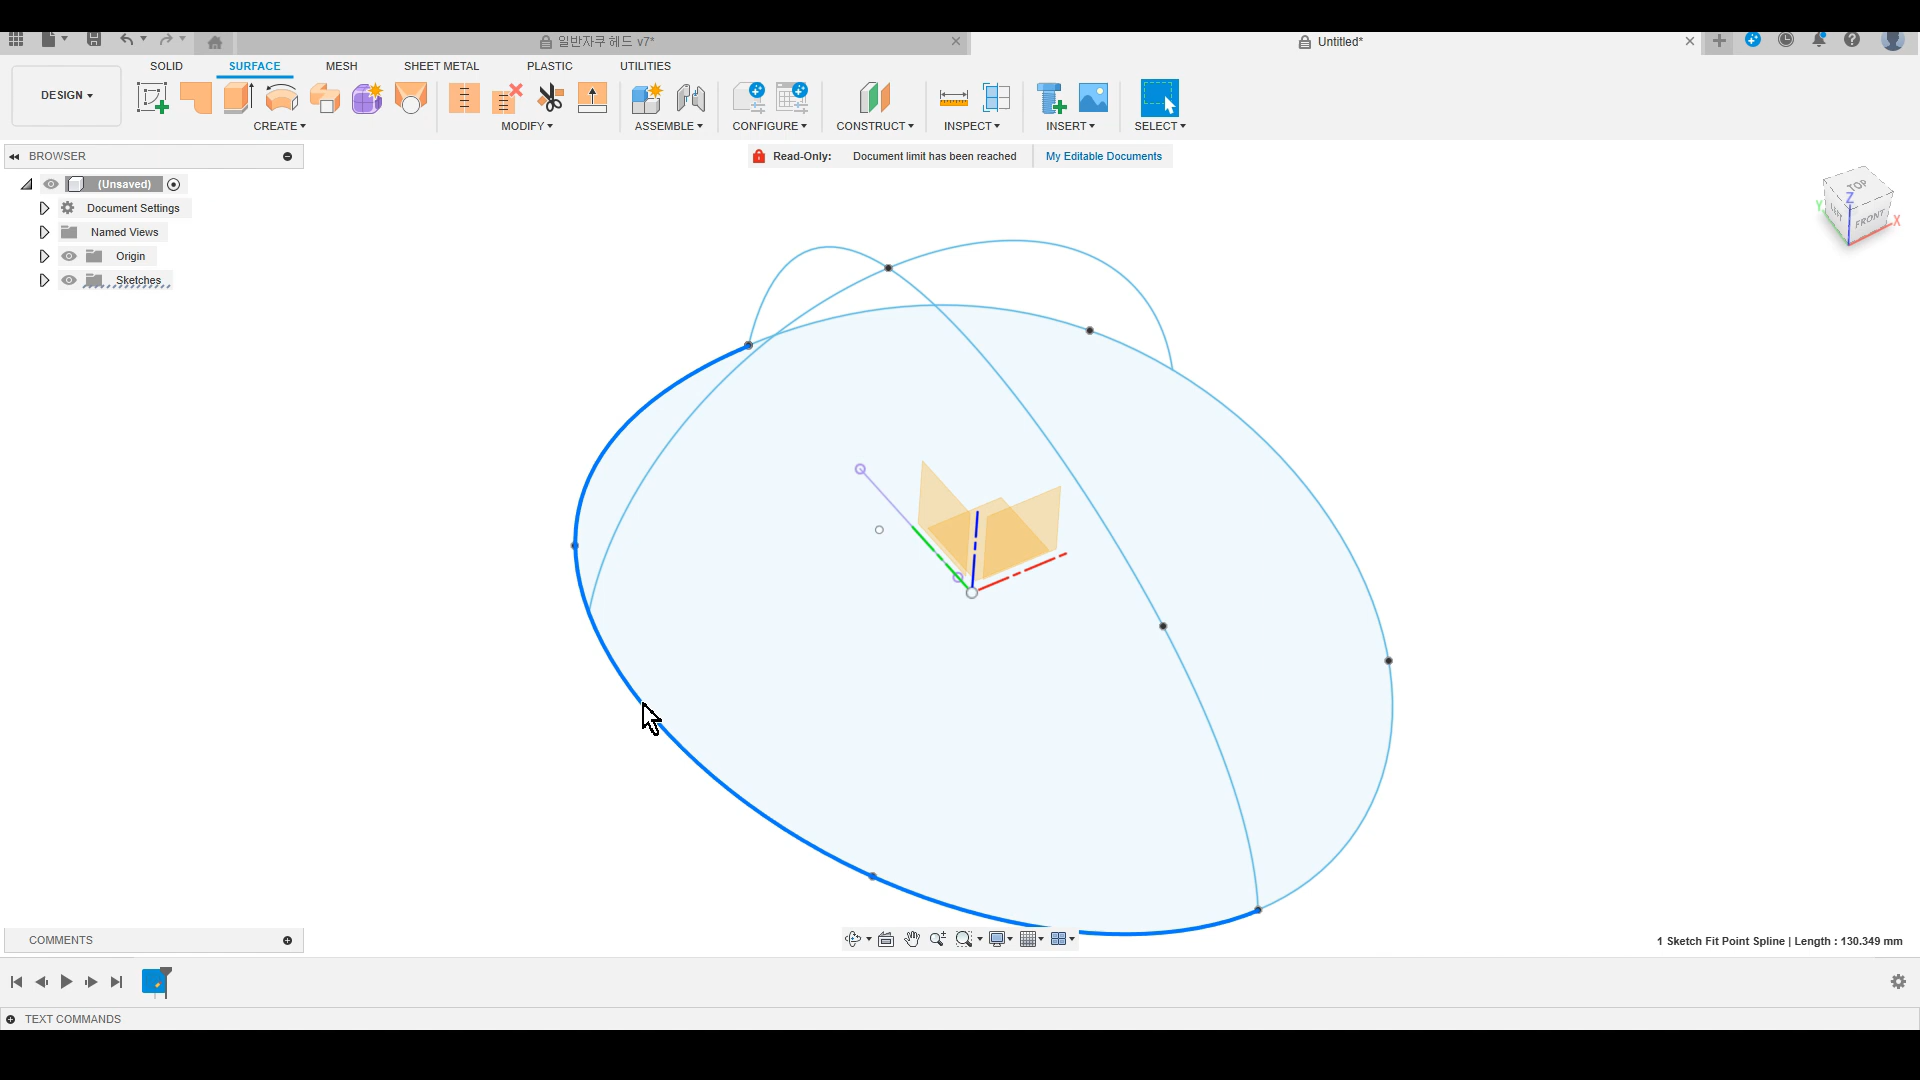 일반자쿠 헤드 v7*
Untitled*
DESIGN
SOLID
SURFACE
MESH
SHEET METAL
PLASTIC
UTILITIES
CREATE
MODIFY
ASSEMBLE
CONFIGURE
CONSTRUCT
INSPECT
INSERT
SELECT
BROWSER
Read-Only: Document limit has been reached
My Editable Documents
(Unsaved)
Document Settings
Named Views
Origin
Sketches
TOP
LEFT
FRONT
Z
Y
X
COMMENTS
1 Sketch Fit Point Spline | Length : 130.349 mm
TEXT COMMANDS